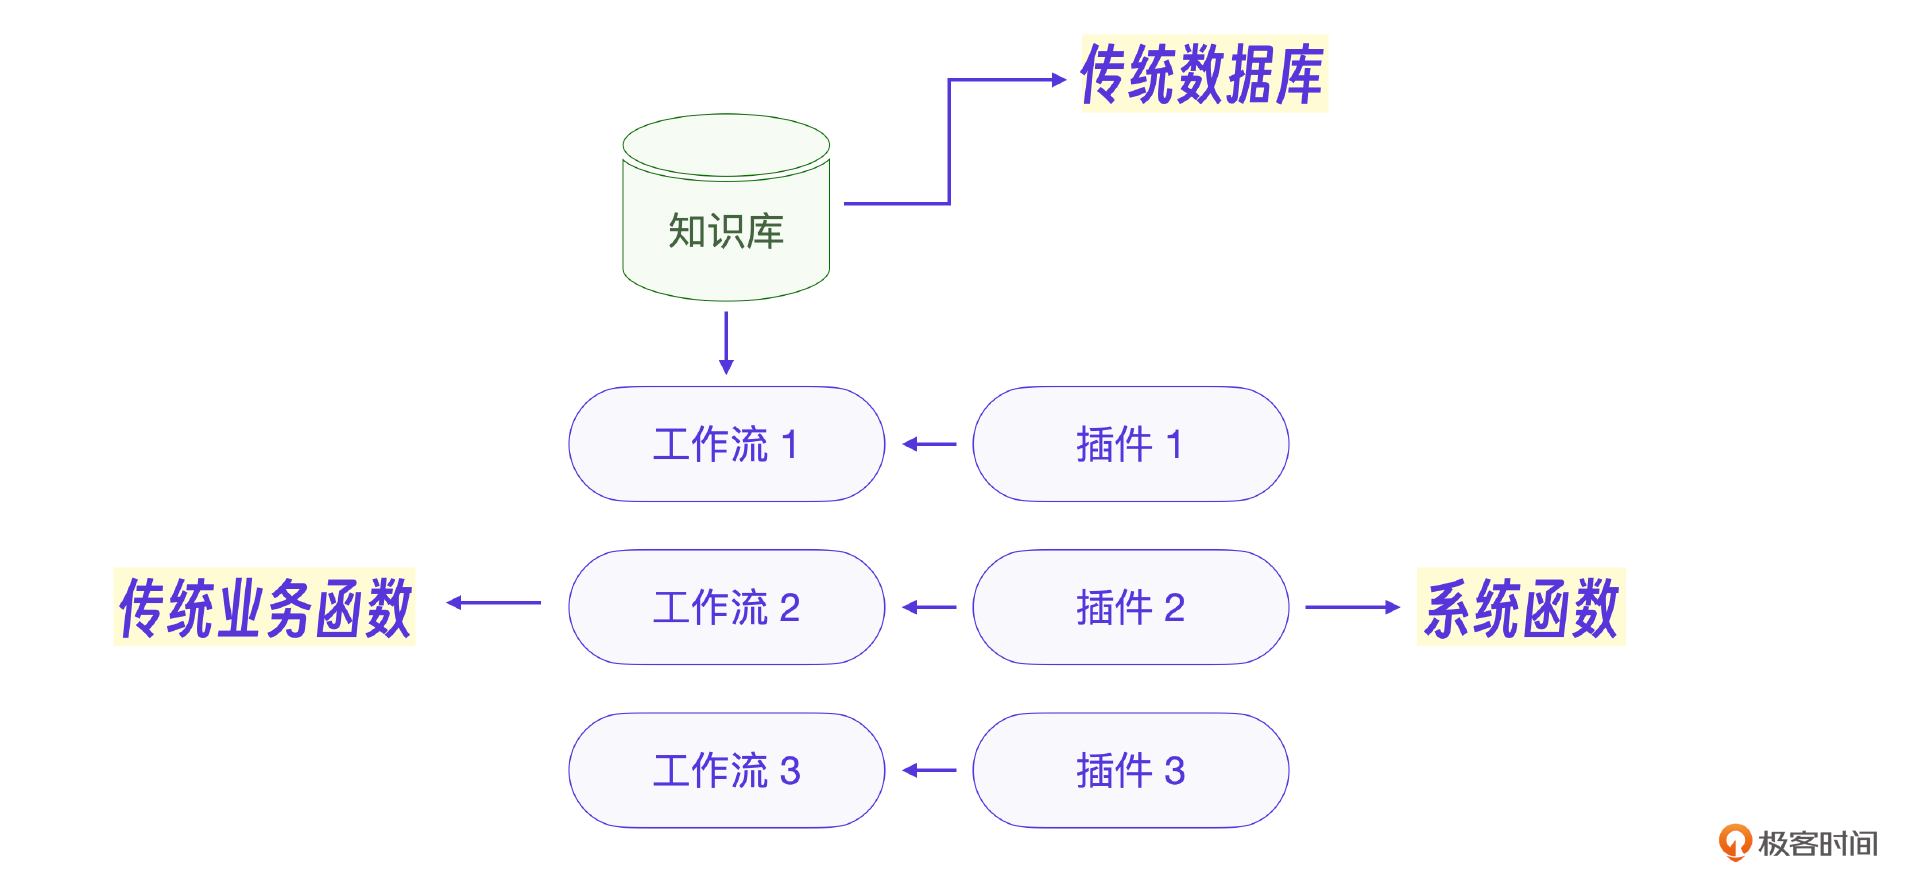 传统数据库
知识库
工作流 1
插件 1
传统业务函数
工作流 2
插件 2
系统函数
工作流 3
插件 3
极客时间